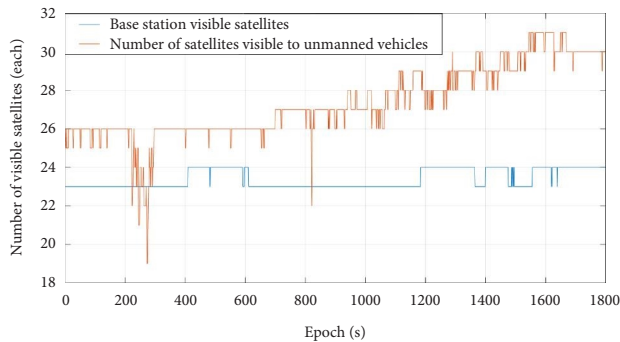 Base station visible satellites
Number of satellites visible to unmanned vehicles
Number of visible satellites (each)
32
30
28
26
24
22
20
18
0 200 400 600 800 1000 1200 1400 1600 1800
Epoch (s)